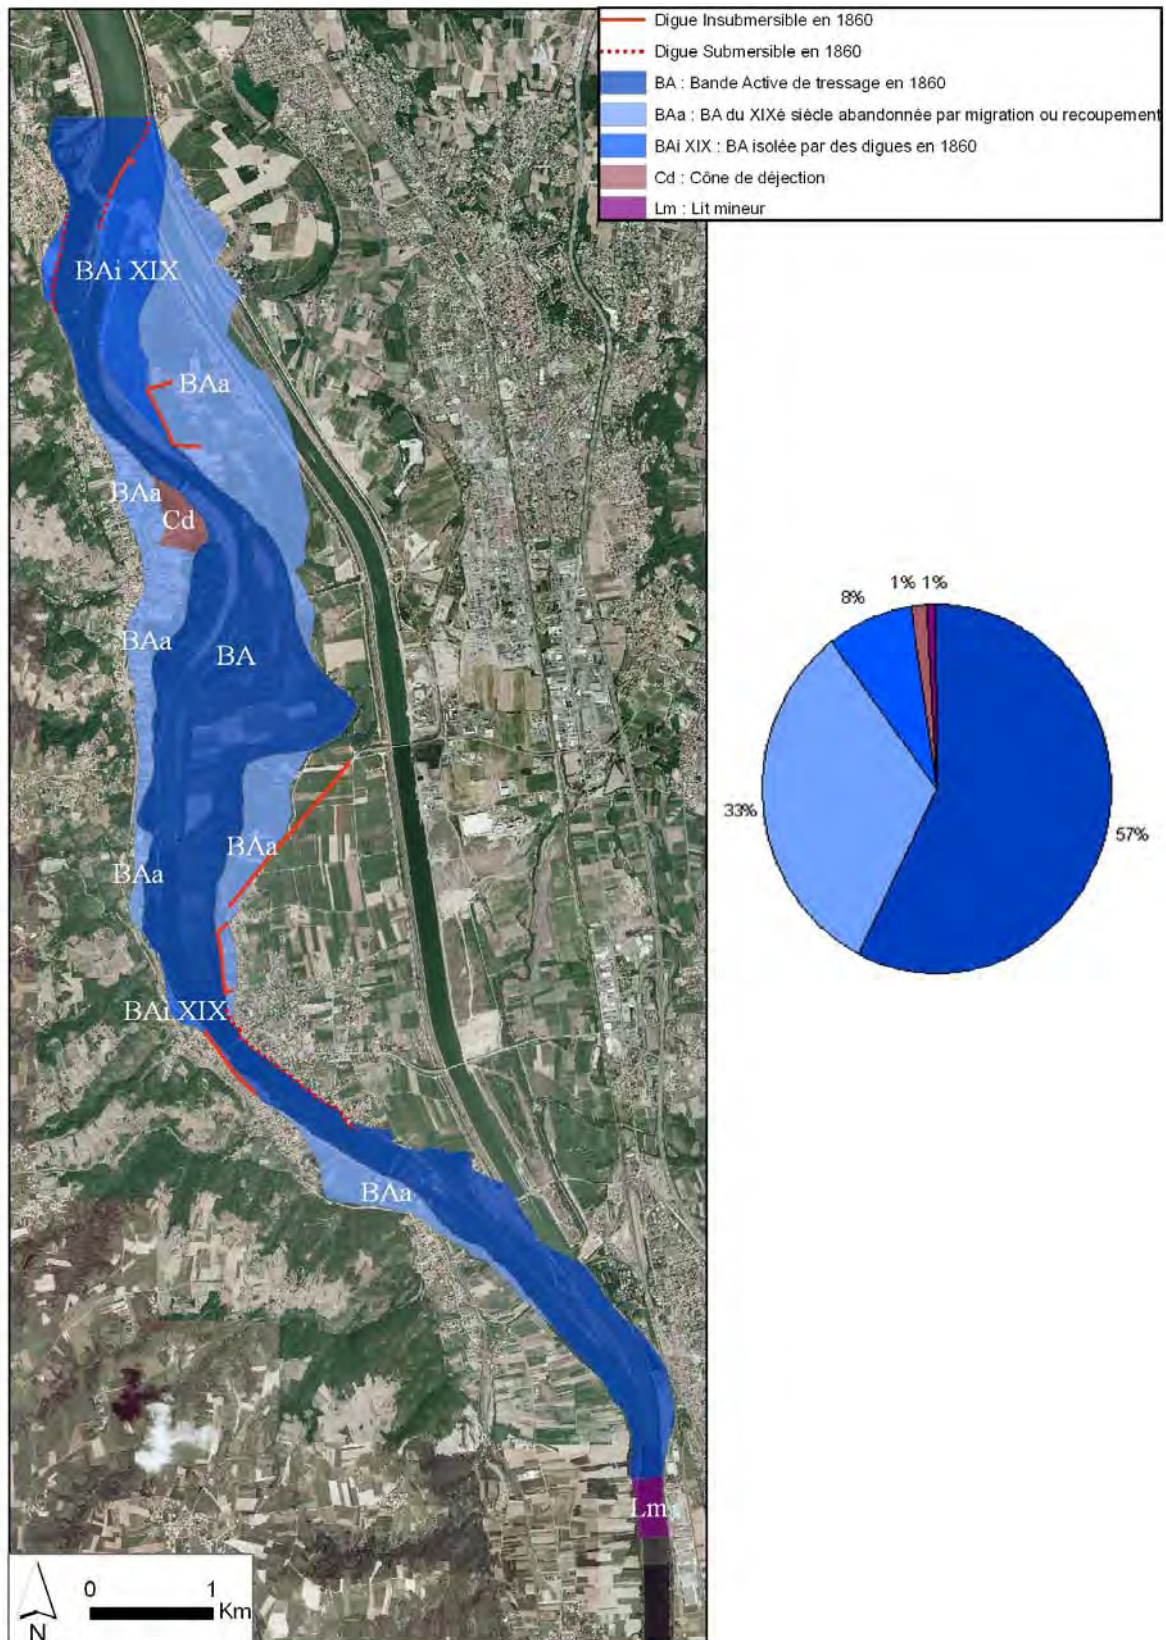 Digue Insubmersible en 1860
Digue Submersible en 1860
BA : Bande Active de tressage en 1860
BAa : BA du XIXé siècle abandonnée par migration ou recoupement
BAi XIX : BA isolée par des digues en 1860
Cd : Cône de déjection
Lm : Lit mineur
BAi XIX
BAa
BAa
Cd
BAa
BA
BAa
BAa
BAi XIX
BAa
Lm
0 1
Km
N
1% 1%
8%
33%
57%